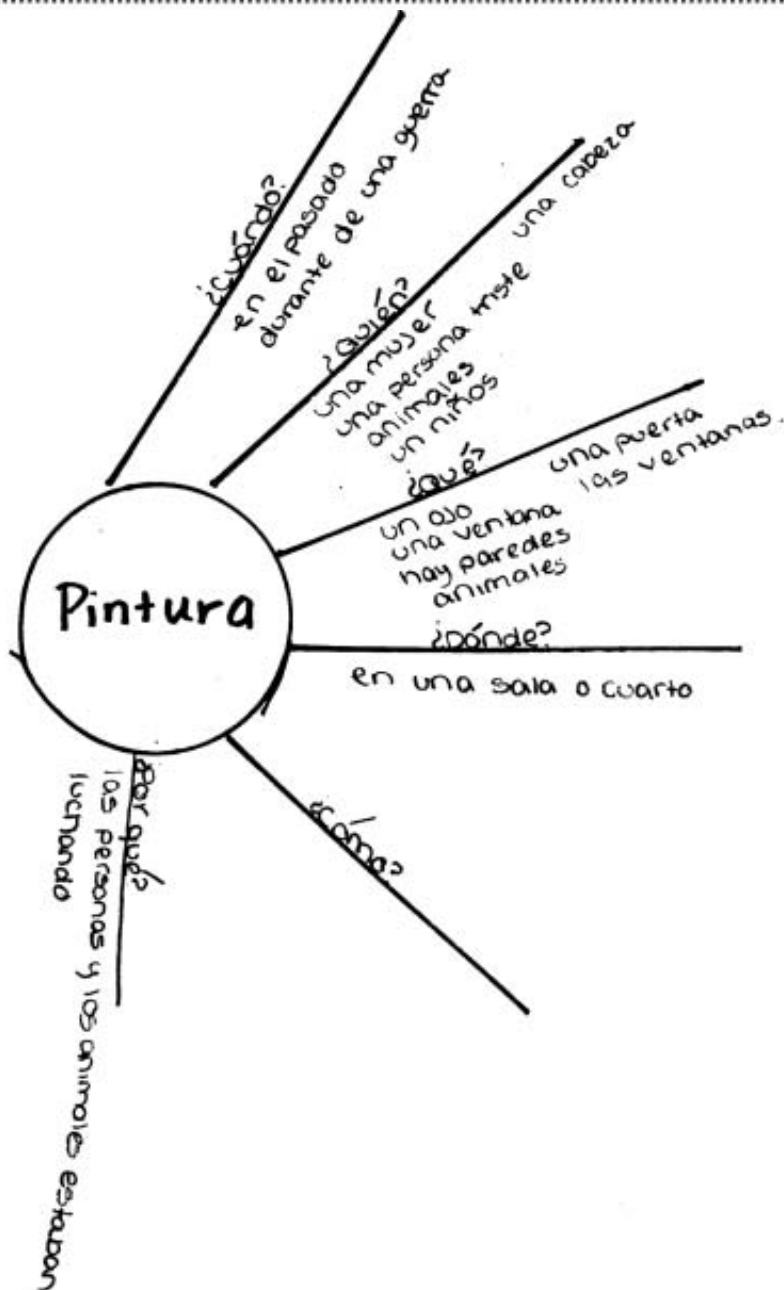 ¿Cuándo?
en el pasado
durante de una guerra
¿Quién?
una mujer
una persona triste
animales
un niños
una cabeza
¿Qué?
un ojo
una ventana
hay paredes
animales
una puerta
las ventanas.
Pintura
¿Dónde?
en una sala o cuarto
¿Cómo?
¿Por qué?
las personas y los animales estaban
luchando